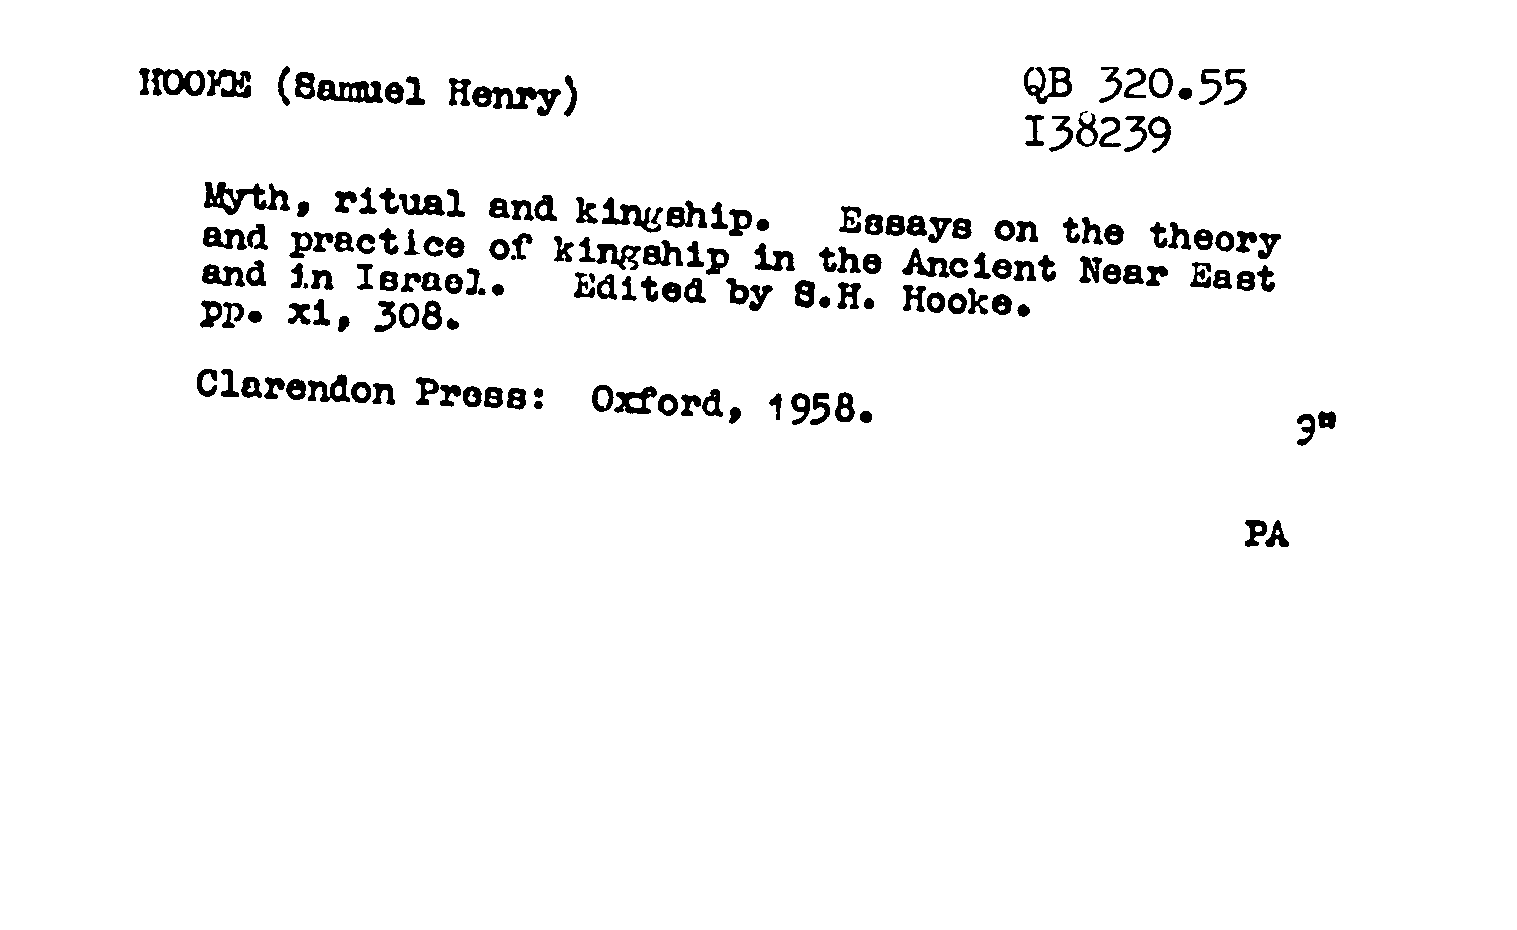 HOOKE (Samuel Henry)
QB 320.55
I38239
Myth, ritual and kingship. Essays on the theory
and practice of kingship in the Ancient Near East
and in Israel. Edited by S.H. Hooke.
pp. xi, 308.
Clarendon Press: Oxford, 1958.
9"
PA